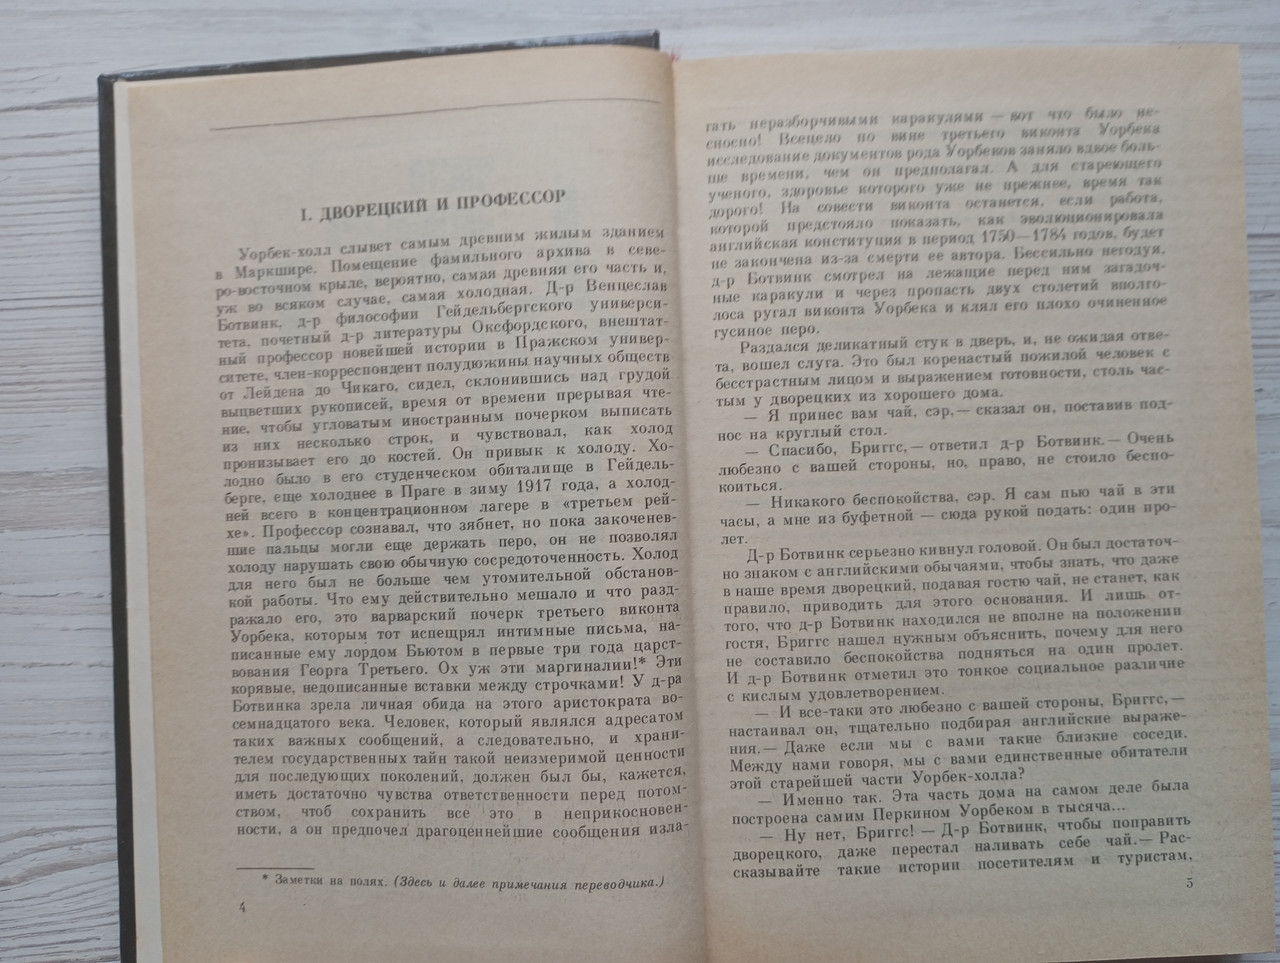 I. ДВОРЕЦКИЙ И ПРОФЕССОР
Уорбек-холл слывет самым древним жилым зданием
в Маркшире. Помещение фамильного архива в севе-
ро-восточном крыле, вероятно, самая древняя его часть и,
уж во всяком случае, самая холодная. Д-р Венцеслав
Ботвинк, д-р философии Гейдельбергского универси-
тета, почетный д-р литературы Оксфордского, внештат-
ный профессор новейшей истории в Пражском универ-
ситете, член-корреспондент полудюжины научных обществ
от Лейдена до Чикаго, сидел, склонившись над грудой
выцветших рукописей, время от времени прерывая чте-
ние, чтобы угловатым иностранным почерком выписать
из них несколько строк, и чувствовал, как холод
пронизывает его до костей. Он привык к холоду. Хо-
лодно было в его студенческом обиталище в Гейдель-
берге, еще холоднее в Праге в зиму 1917 года, а холод-
ней всего в концентрационном лагере в «третьем рей-
хе». Профессор сознавал, что зябнет, но пока закоченев-
шие пальцы могли еще держать перо, он не позволял
холоду нарушать свою обычную сосредоточенность. Холод
для него был не больше чем утомительной обстанов-
кой работы. Что ему действительно мешало и что разд-
ражало его, это варварский почерк третьего виконта
Уорбека, которым тот испещрял интимные письма, на-
писанные ему лордом Бьютом в первые три года царст-
вования Георга Третьего. Ох уж эти маргиналии!* Эти
корявые, недописанные вставки между строчками! У д-ра
Ботвинка зрела личная обида на этого аристократа во-
семнадцатого века. Человек, который являлся адресатом
таких важных сообщений, а следовательно, и храни-
телем государственных тайн такой неизмеримой ценности
для последующих поколений, должен был бы, кажется,
иметь достаточно чувства ответственности перед потом-
ством, чтоб сохранить все это в неприкосновен-
ности, а он предпочел драгоценнейшие сообщения изла-
* Заметки на полях. (Здесь и далее примечания переводчика.)
4
гать неразборчивыми каракулями — вот что было не-
сносно! Всецело по вине третьего виконта Уорбека
исследование документов рода Уорбеков заняло вдвое боль-
ше времени, чем он предполагал. А для стареющего
ученого, здоровье которого уже не прежнее, время так
дорого! На совести виконта останется, если работа,
которой предстояло показать, как эволюционировала
английская конституция в период 1750—1784 годов, будет
не закончена из-за смерти ее автора. Бессильно негодуя,
д-р Ботвинк смотрел на лежащие перед ним загадоч-
ные каракули и через пропасть двух столетий вполго-
лоса ругал виконта Уорбека и клял его плохо очиненное
гусиное перо.
Раздался деликатный стук в дверь, и, не ожидая отве-
та, вошел слуга. Это был коренастый пожилой человек с
бесстрастным лицом и выражением готовности, столь час-
тым у дворецких из хорошего дома.
— Я принес вам чай, сэр,— сказал он, поставив под-
нос на круглый стол.
— Спасибо, Бриггс,— ответил д-р Ботвинк.— Очень
любезно с вашей стороны, но, право, не стоило беспо-
коиться.
— Никакого беспокойства, сэр. Я сам пью чай в эти
часы, а мне из буфетной — сюда рукой подать: один про-
лет.
Д-р Ботвинк серьезно кивнул головой. Он был достаточ-
но знаком с английскими обычаями, чтобы знать, что даже
в наше время дворецкий, подавая гостю чай, не станет, как
правило, приводить для этого основания. И лишь от-
того, что д-р Ботвинк находился не вполне на положении
гостя, Бриггс нашел нужным объяснить, почему для него
не составило беспокойства подняться на один пролет.
И д-р Ботвинк отметил это тонкое социальное различие
с кислым удовлетворением.
— И все-таки это любезно с вашей стороны, Бриггс,—
настаивал он, тщательно подбирая английские выраже-
ния.— Даже если мы с вами такие близкие соседи.
Между нами говоря, мы с вами единственные обитатели
этой старейшей части Уорбек-холла?
— Именно так. Эта часть дома на самом деле была
построена самим Перкином Уорбеком в тысяча...
— Ну нет, Бриггс! — Д-р Ботвинк, чтобы поправить
дворецкого, даже перестал наливать себе чай.— Рас-
сказывайте такие истории посетителям и туристам,
5